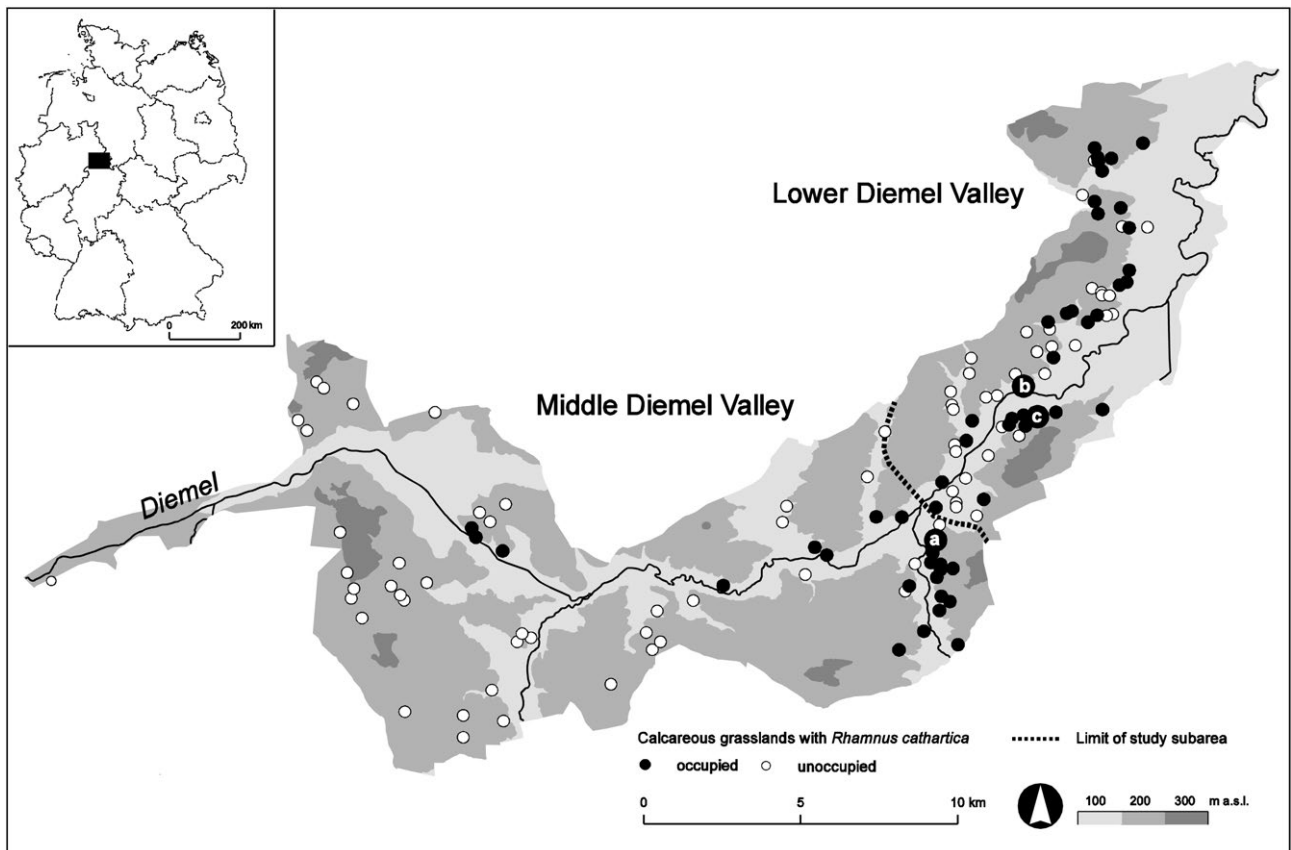 0 200 km
Lower Diemel Valley
Middle Diemel Valley
Diemel
b
c
a
Calcareous grasslands with Rhamnus cathartica
occupied unoccupied
Limit of study subarea
0 5 10 km
100 200 300 m a.s.l.